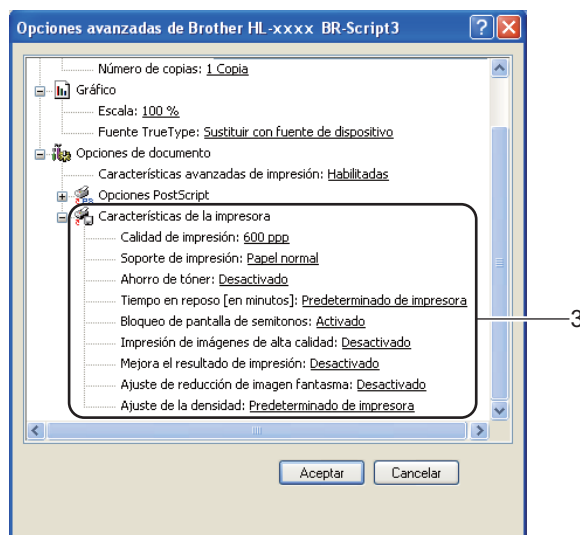 Opciones avanzadas de Brother HL-xxxx BR-Script3
Número de copias: 1 Copia
Gráfico
Escala: 100 %
Fuente TrueType: Sustituir con fuente de dispositivo
Opciones de documento
Características avanzadas de impresión: Habilitadas
Opciones PostScript
Características de la impresora
Calidad de impresión: 600 ppp
Soporte de impresión: Papel normal
Ahorro de tóner: Desactivado
Tiempo en reposo [en minutos]: Predeterminado de impresora
Bloqueo de pantalla de semitonos: Activado
Impresión de imágenes de alta calidad: Desactivado
Mejora el resultado de impresión: Desactivado
Ajuste de reducción de imagen fantasma: Desactivado
Ajuste de la densidad: Predeterminado de impresora
3
Aceptar Cancelar